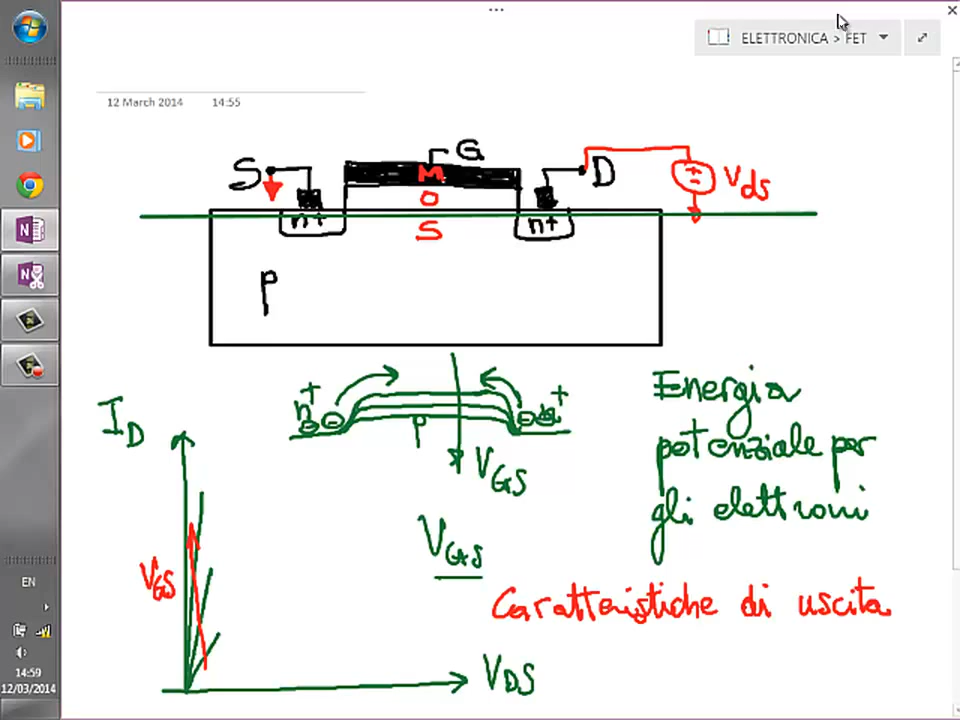 ELETTRONICA > FET
12 March 2014 14:55
S G D
M
O
S
+
-
Vds
n+ n+
p
n+ n+
p
VGS
ID
Energia
potenziale per
gli elettroni
VGS
VGS
Caratteristiche di uscita
VDS
EN
14:59
12/03/2014